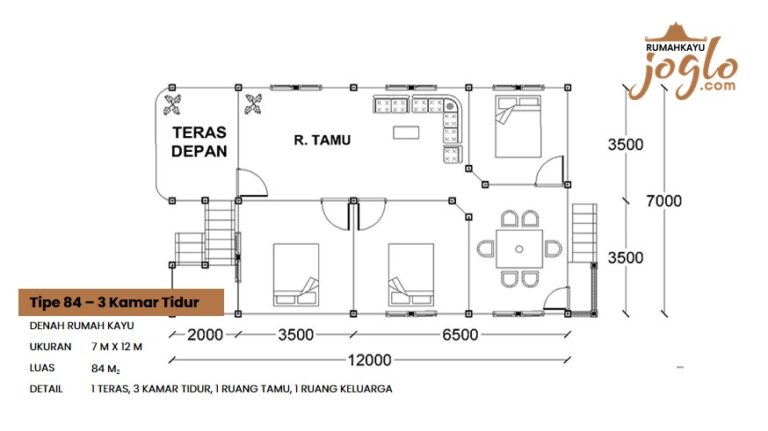 RUMAHKAYU
joglo
.com
TERAS
DEPAN
R. TAMU
3500
7000
3500
Tipe 84 – 3 Kamar Tidur
DENAH RUMAH KAYU
2000 3500 6500
UKURAN 7 M X 12 M
12000
LUAS 84 M₂
DETAIL 1 TERAS, 3 KAMAR TIDUR, 1 RUANG TAMU, 1 RUANG KELUARGA